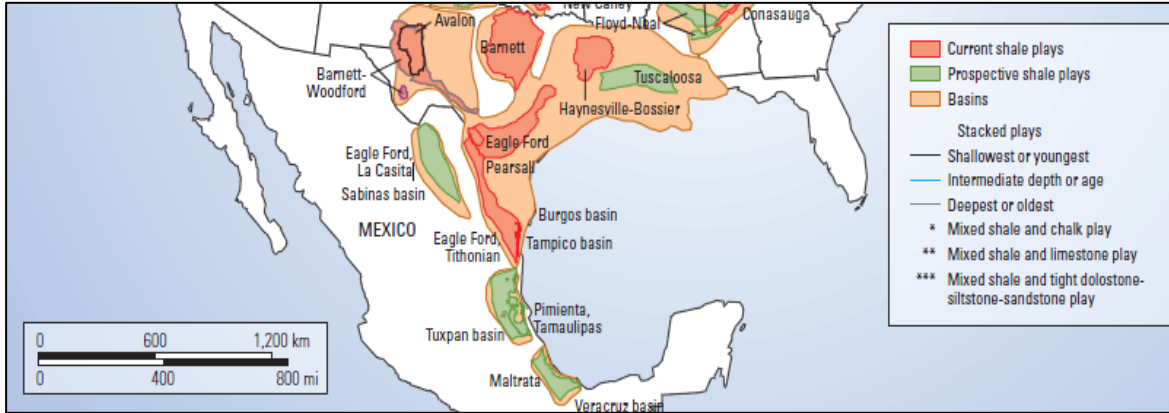 New Caney
Floyd-Neal
Conasauga
Avalon
Barnett
Barnett-
Woodford
Tuscaloosa
Haynesville-Bossier
Eagle Ford
Pearsall
Eagle Ford,
La Casita
Sabinas basin
MEXICO
Burgos basin
Eagle Ford,
Tithonian
Tampico basin
Pimienta,
Tamaulipas
Tuxpan basin
Maltrata
Veracruz basin
Current shale plays
Prospective shale plays
Basins
Stacked plays
Shallowest or youngest
Intermediate depth or age
Deepest or oldest
* Mixed shale and chalk play
** Mixed shale and limestone play
*** Mixed shale and tight dolostone-
siltstone-sandstone play
0 600 1,200 km
0 400 800 mi